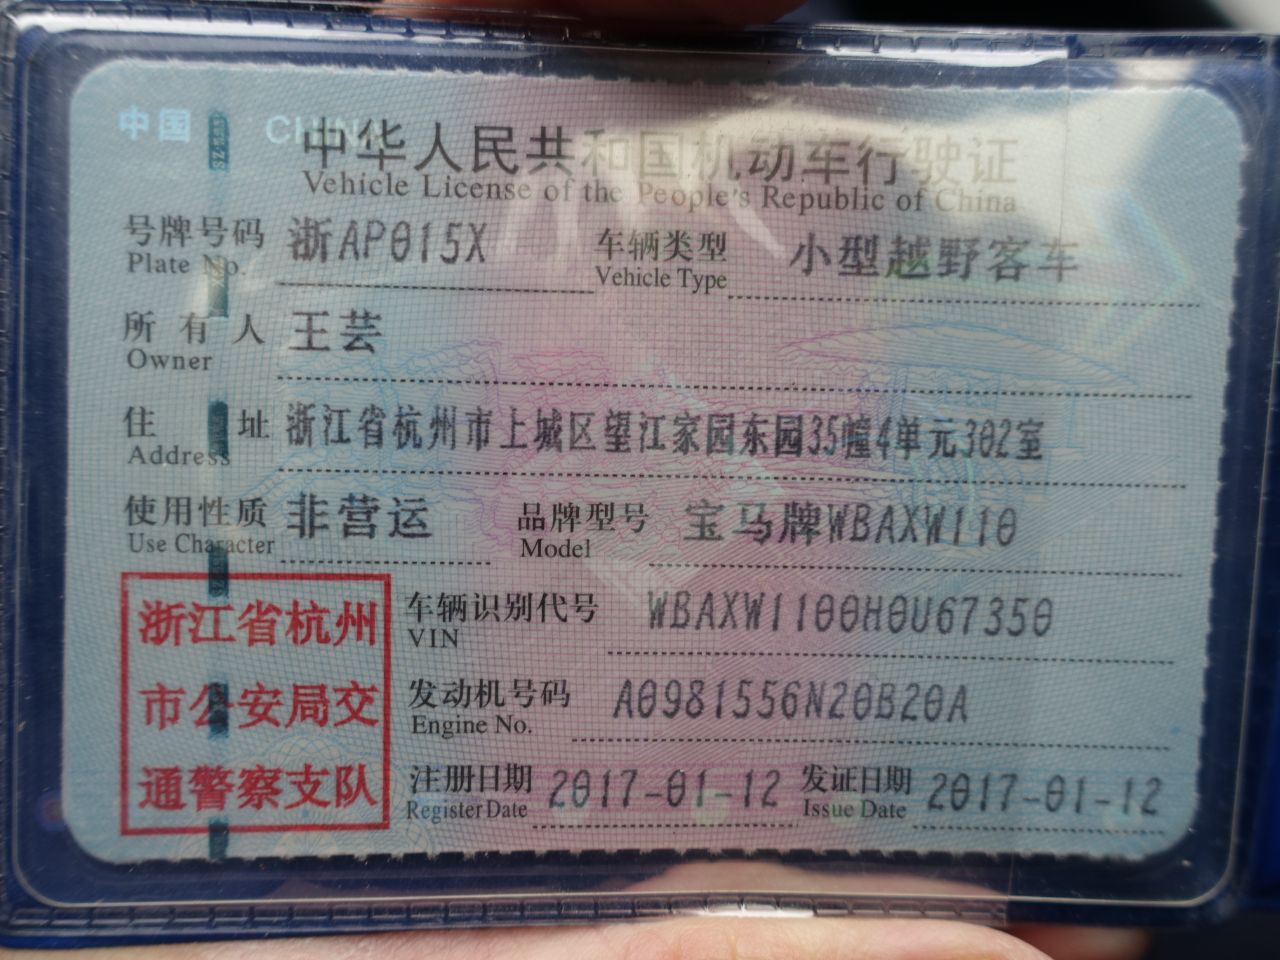 中国 CHINA
中华人民共和国机动车行驶证
Vehicle License of the People's Republic of China
号牌号码 浙AP015X 车辆类型 小型越野客车
Plate No. Vehicle Type
所有人 王芸
Owner
住址 浙江省杭州市上城区望江家园东园35幢4单元302室
Address
使用性质 非营运 品牌型号 宝马牌WBAXW110
Use Character Model
浙江省杭州
市公安局交
通警察支队
车辆识别代号 WBAXW1100H0U67350
VIN
发动机号码 A0981556N20B20A
Engine No.
注册日期 2017-01-12 发证日期 2017-01-12
Register Date Issue Date